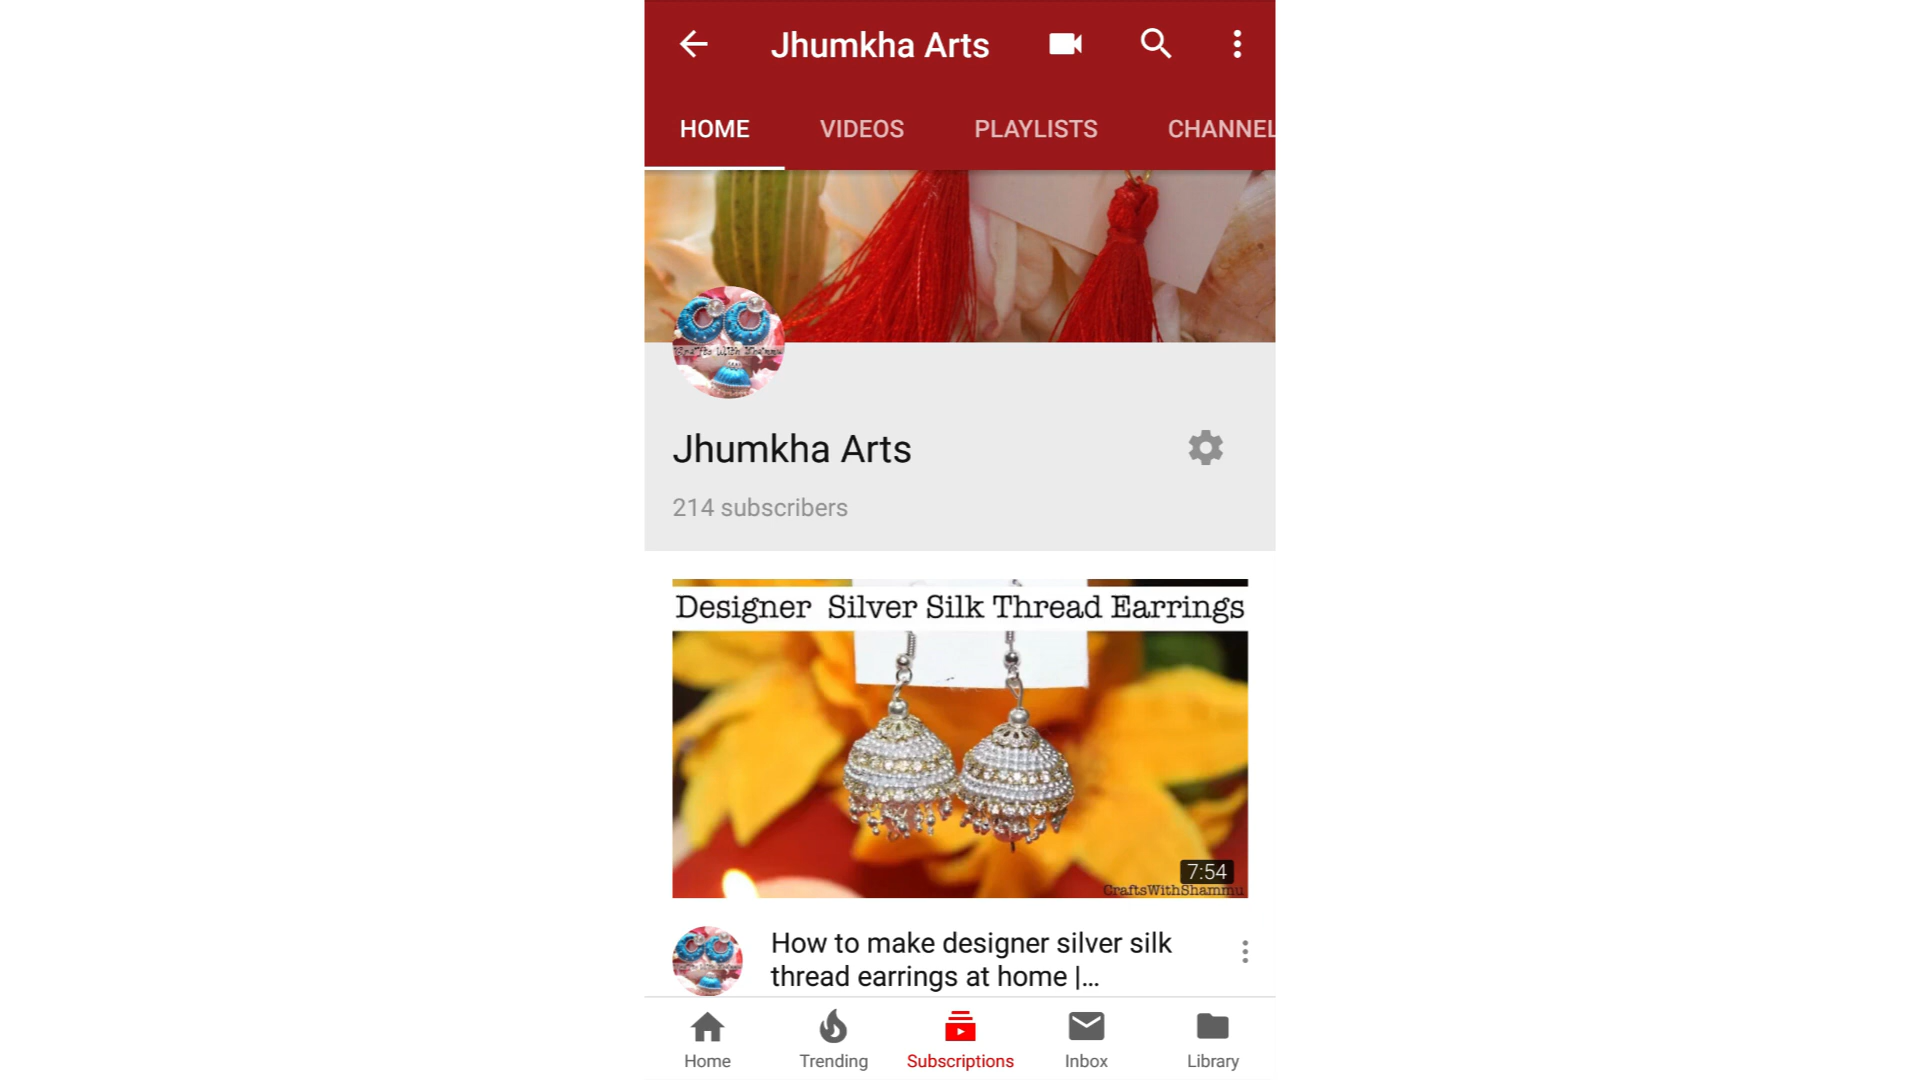 Jhumkha Arts
HOME VIDEOS PLAYLISTS CHANNEL
Jhumkha Arts
214 subscribers
Designer Silver Silk Thread Earrings
7:54
CraftsWithShammu
How to make designer silver silk
thread earrings at home |...
Home Trending Subscriptions Inbox Library